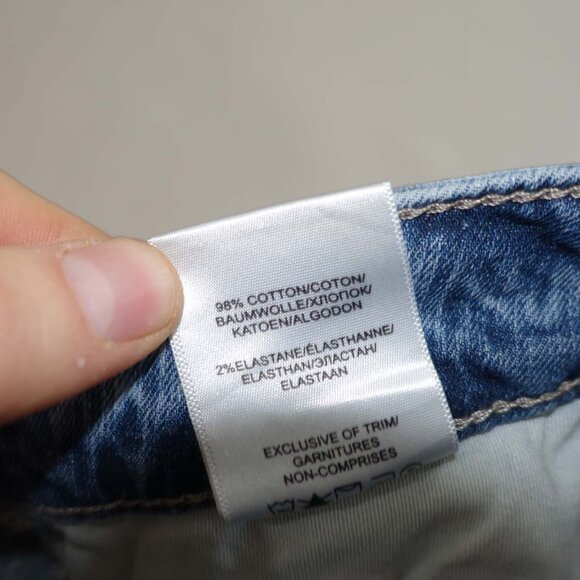 98% COTTON/COTON/
BAUMWOLLE/ХЛОПОК/
KATOEN/ALGODON
2%ELASTANE/ÉLASTHANNE/
ELASTHAN/ЭЛАСТАН/
ELASTAAN
EXCLUSIVE OF TRIM/
GARNITURES
NON-COMPRISES